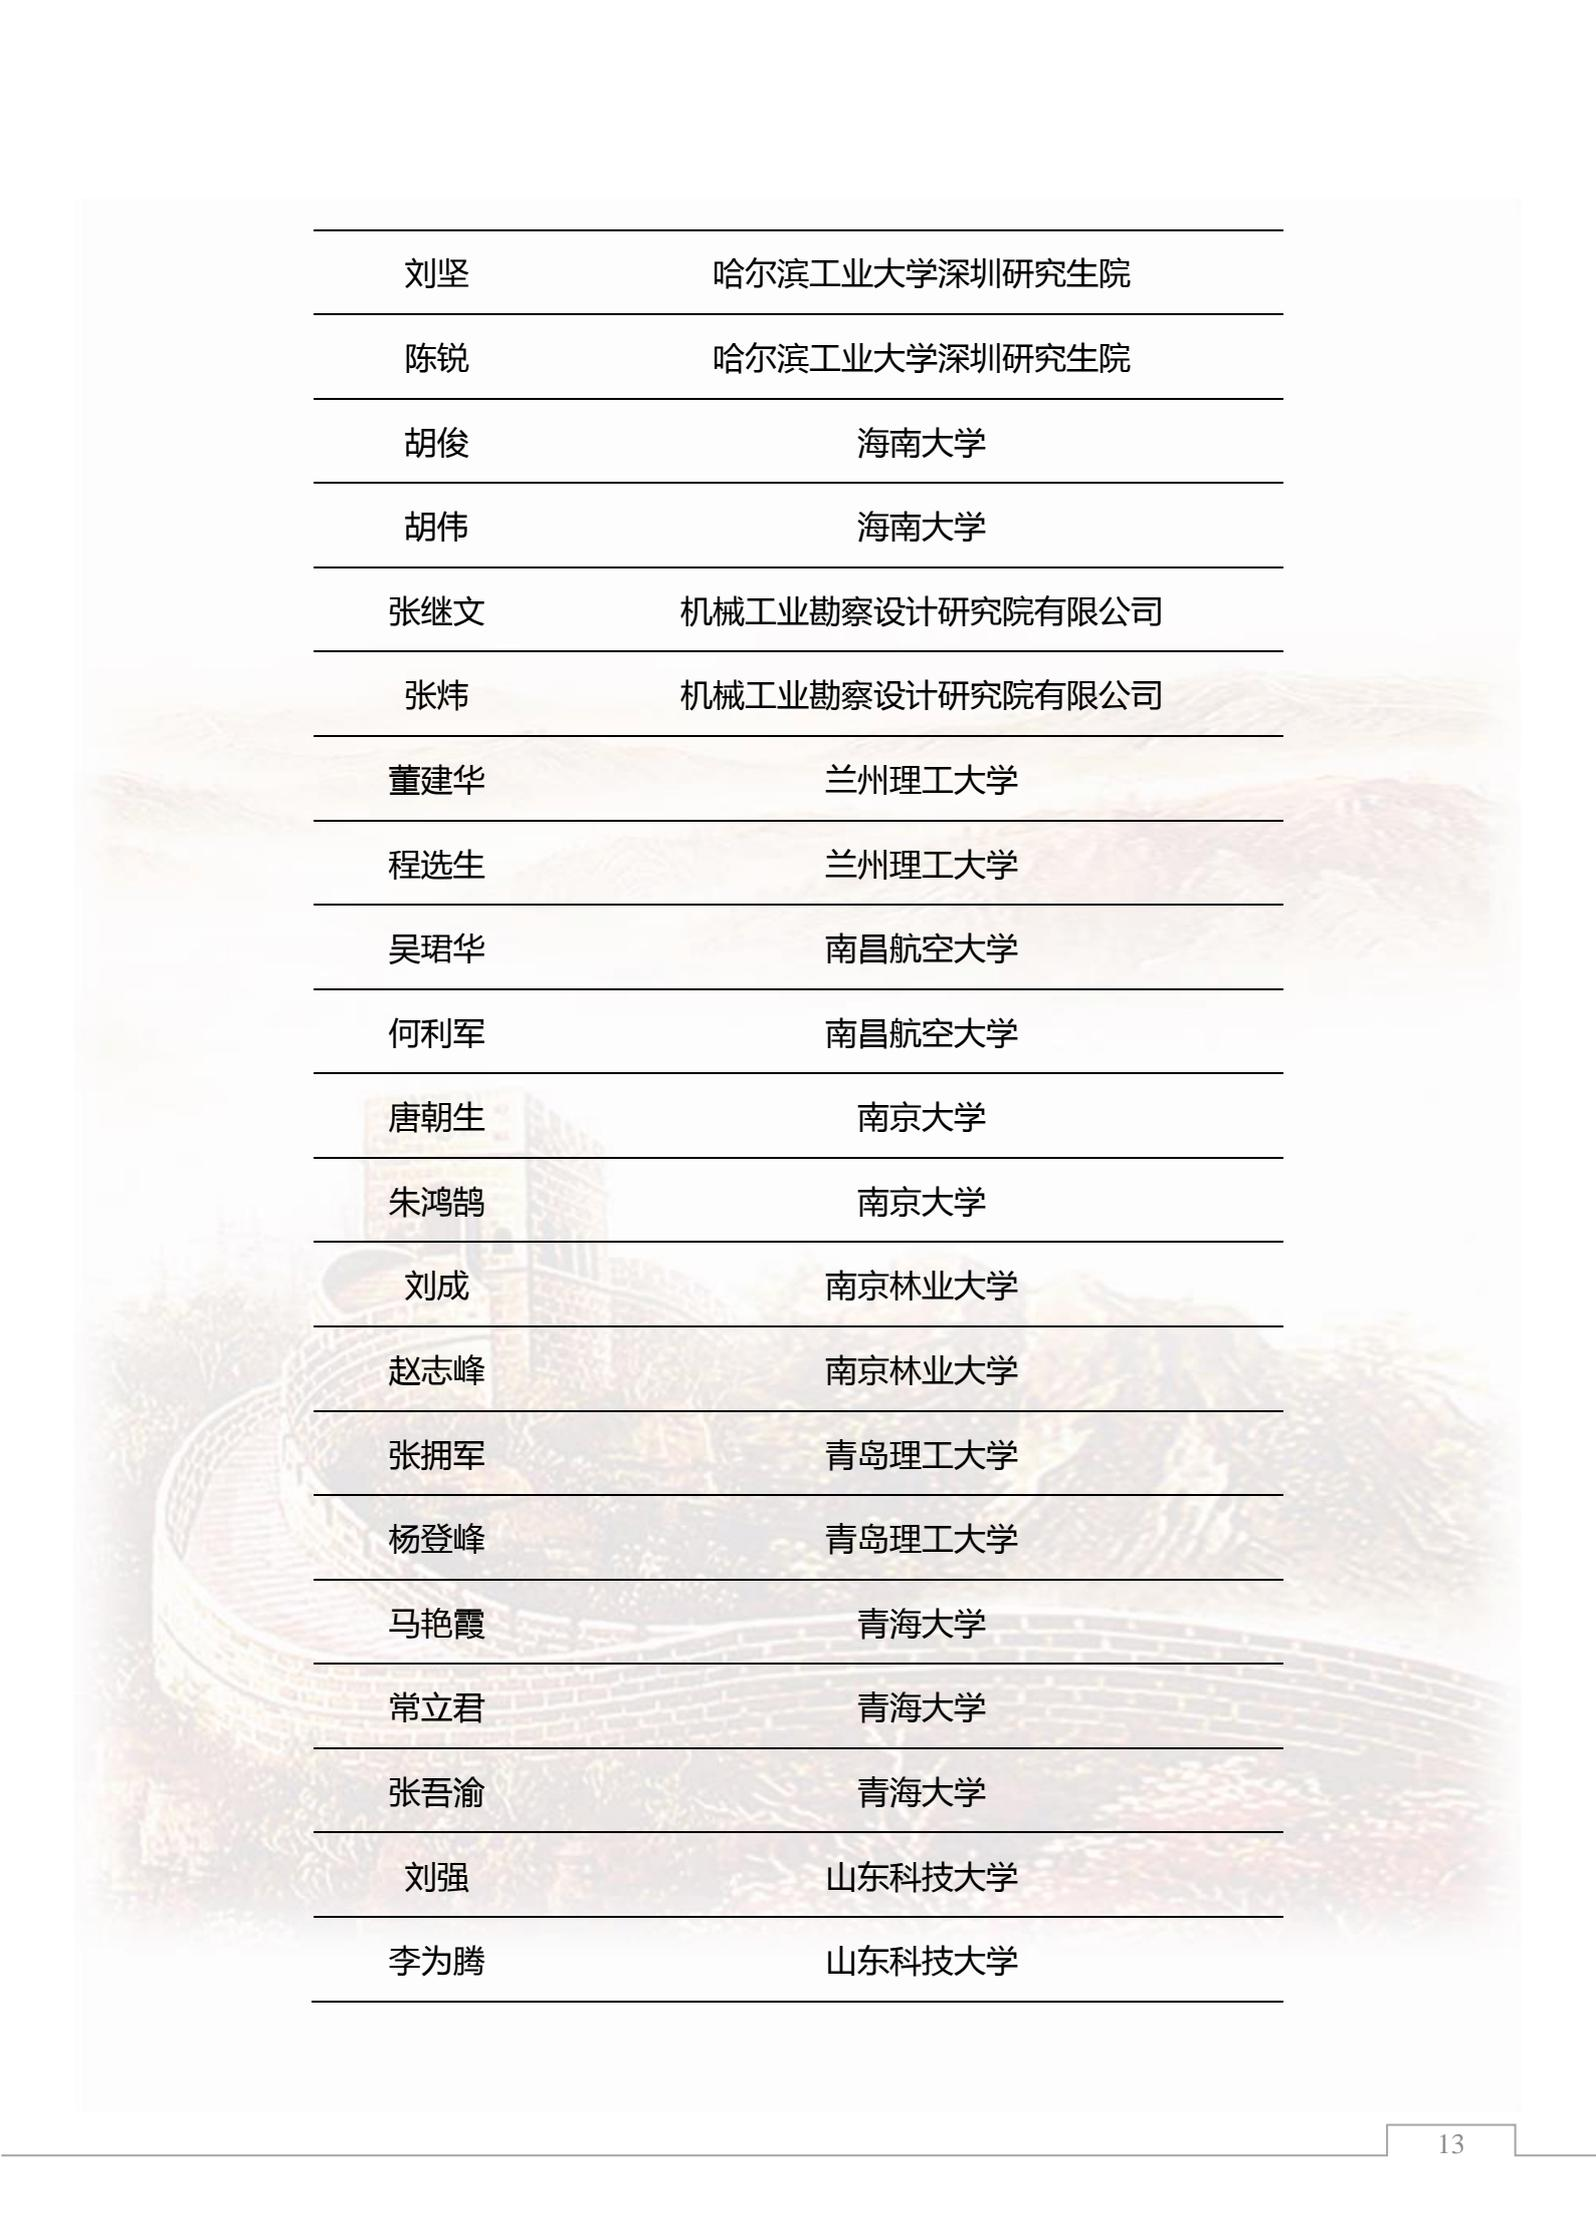 刘坚 哈尔滨工业大学深圳研究生院
陈锐 哈尔滨工业大学深圳研究生院
胡俊 海南大学
胡伟 海南大学
张继文 机械工业勘察设计研究院有限公司
张炜 机械工业勘察设计研究院有限公司
董建华 兰州理工大学
程选生 兰州理工大学
吴珺华 南昌航空大学
何利军 南昌航空大学
唐朝生 南京大学
朱鸿鹄 南京大学
刘成 南京林业大学
赵志峰 南京林业大学
张拥军 青岛理工大学
杨登峰 青岛理工大学
马艳霞 青海大学
常立君 青海大学
张吾渝 青海大学
刘强 山东科技大学
李为腾 山东科技大学
13